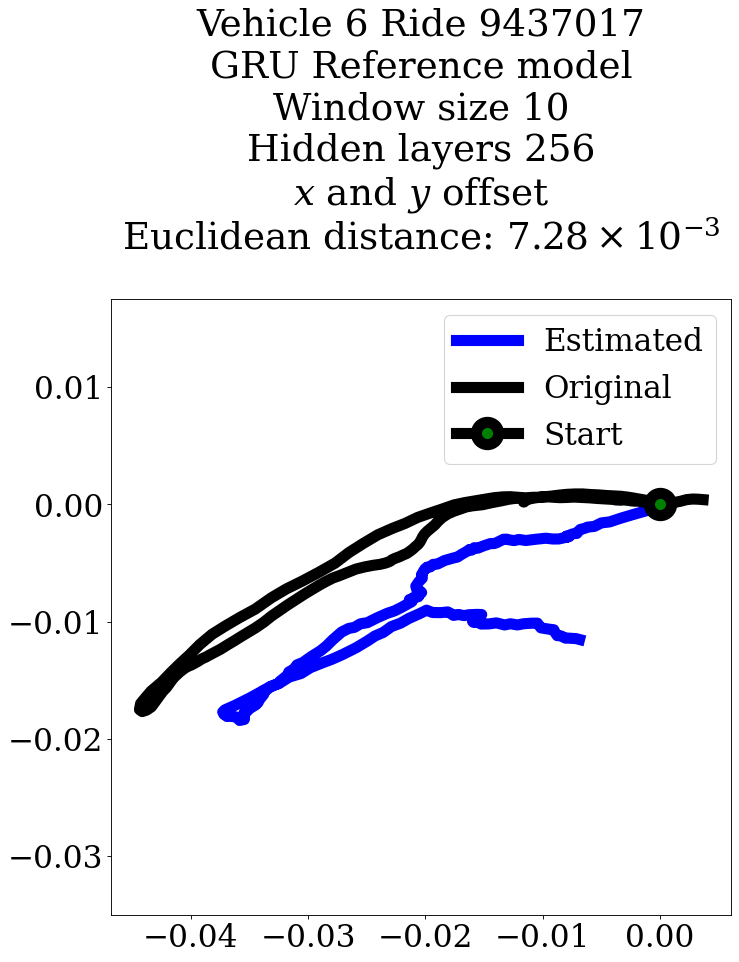 Vehicle 6 Ride 9437017
GRU Reference model
Window size 10
Hidden layers 256
x and y offset
Euclidean distance: 7.28 × 10⁻³
Estimated
Original
Start
0.01
0.00
−0.01
−0.02
−0.03
−0.04 −0.03 −0.02 −0.01 0.00